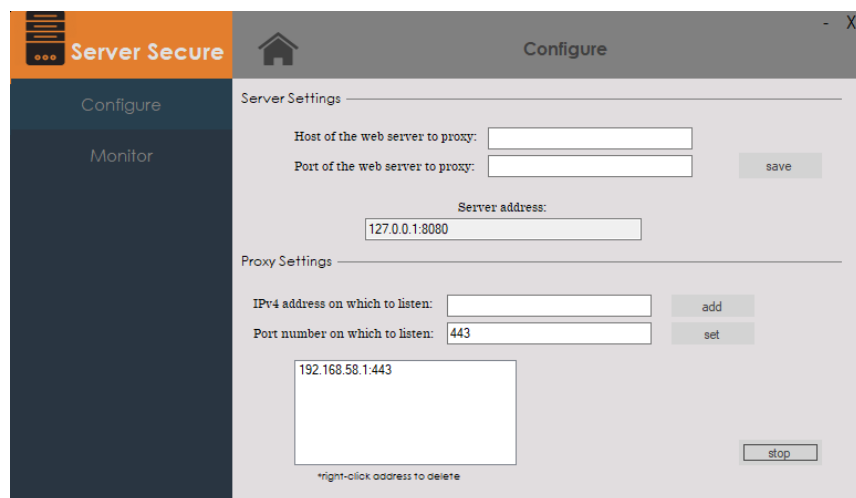 Server Secure
Configure
- X
Configure
Monitor
Server Settings
Host of the web server to proxy:
Port of the web server to proxy:
save
Server address:
127.0.0.1:8080
Proxy Settings
IPv4 address on which to listen:
add
Port number on which to listen:
443
set
192.168.58.1:443
*right-click address to delete
stop